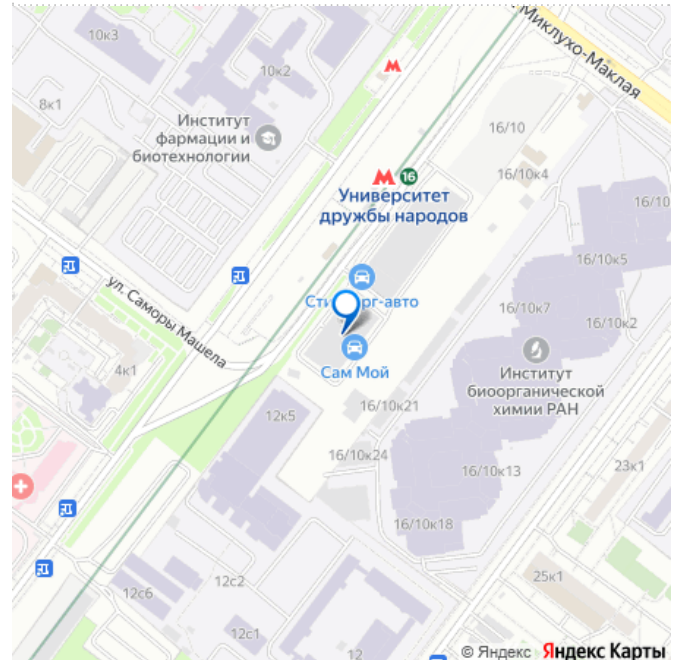 10к3
10к2
8к1
Институт
фармации и
биотехнологии
Миклухо-Маклая
16/10
16/10к4
16
Университет
дружбы народов
16/10
16/10к5
ул. Саморы Машела
16/10к7
16/10к2
Сам Мой
4к1
Институт
биоорганической
химии РАН
12к5
16/10к21
16/10к24
16/10к13
23к1
16/10к18
25к1
12к6
12с2
12с1
12
© Яндекс Яндекс Карты